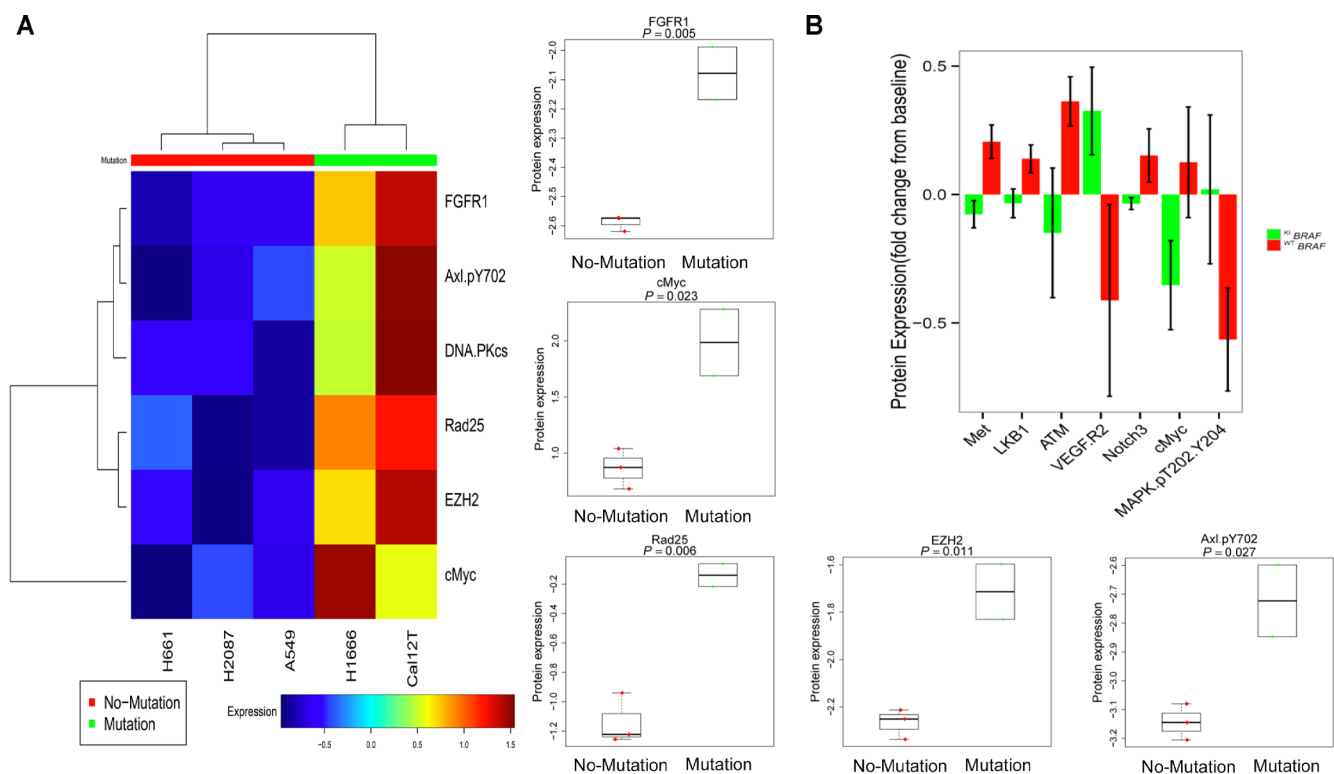 A
Mutation
FGFR1
Axl.pY702
DNA.PKcs
Rad25
EZH2
cMyc
H661
H2087
A549
H1666
Cal12T
No-Mutation
Mutation
Expression
-0.5 0.0 0.5 1.0 1.5
FGFR1
P = 0.005
Protein expression
-2.0
-2.1
-2.2
-2.3
-2.4
-2.5
-2.6
No-Mutation Mutation
cMyc
P = 0.023
Protein expression
2.0
1.5
1.0
No-Mutation Mutation
Rad25
P = 0.006
Protein expression
-0.2
-0.4
-0.6
-0.8
-1.0
-1.2
No-Mutation Mutation
B
Protein Expression(fold change from baseline)
0.5
0.0
-0.5
Met
LKB1
ATM
VEGF.R2
Notch3
cMyc
MAPK.pT202.Y204
KI BRAF
WT BRAF
EZH2
P = 0.011
Protein expression
-1.6
-1.8
-2.0
-2.2
No-Mutation Mutation
Axl.pY702
P = 0.027
Protein expression
-2.6
-2.7
-2.8
-2.9
-3.0
-3.1
-3.2
No-Mutation Mutation